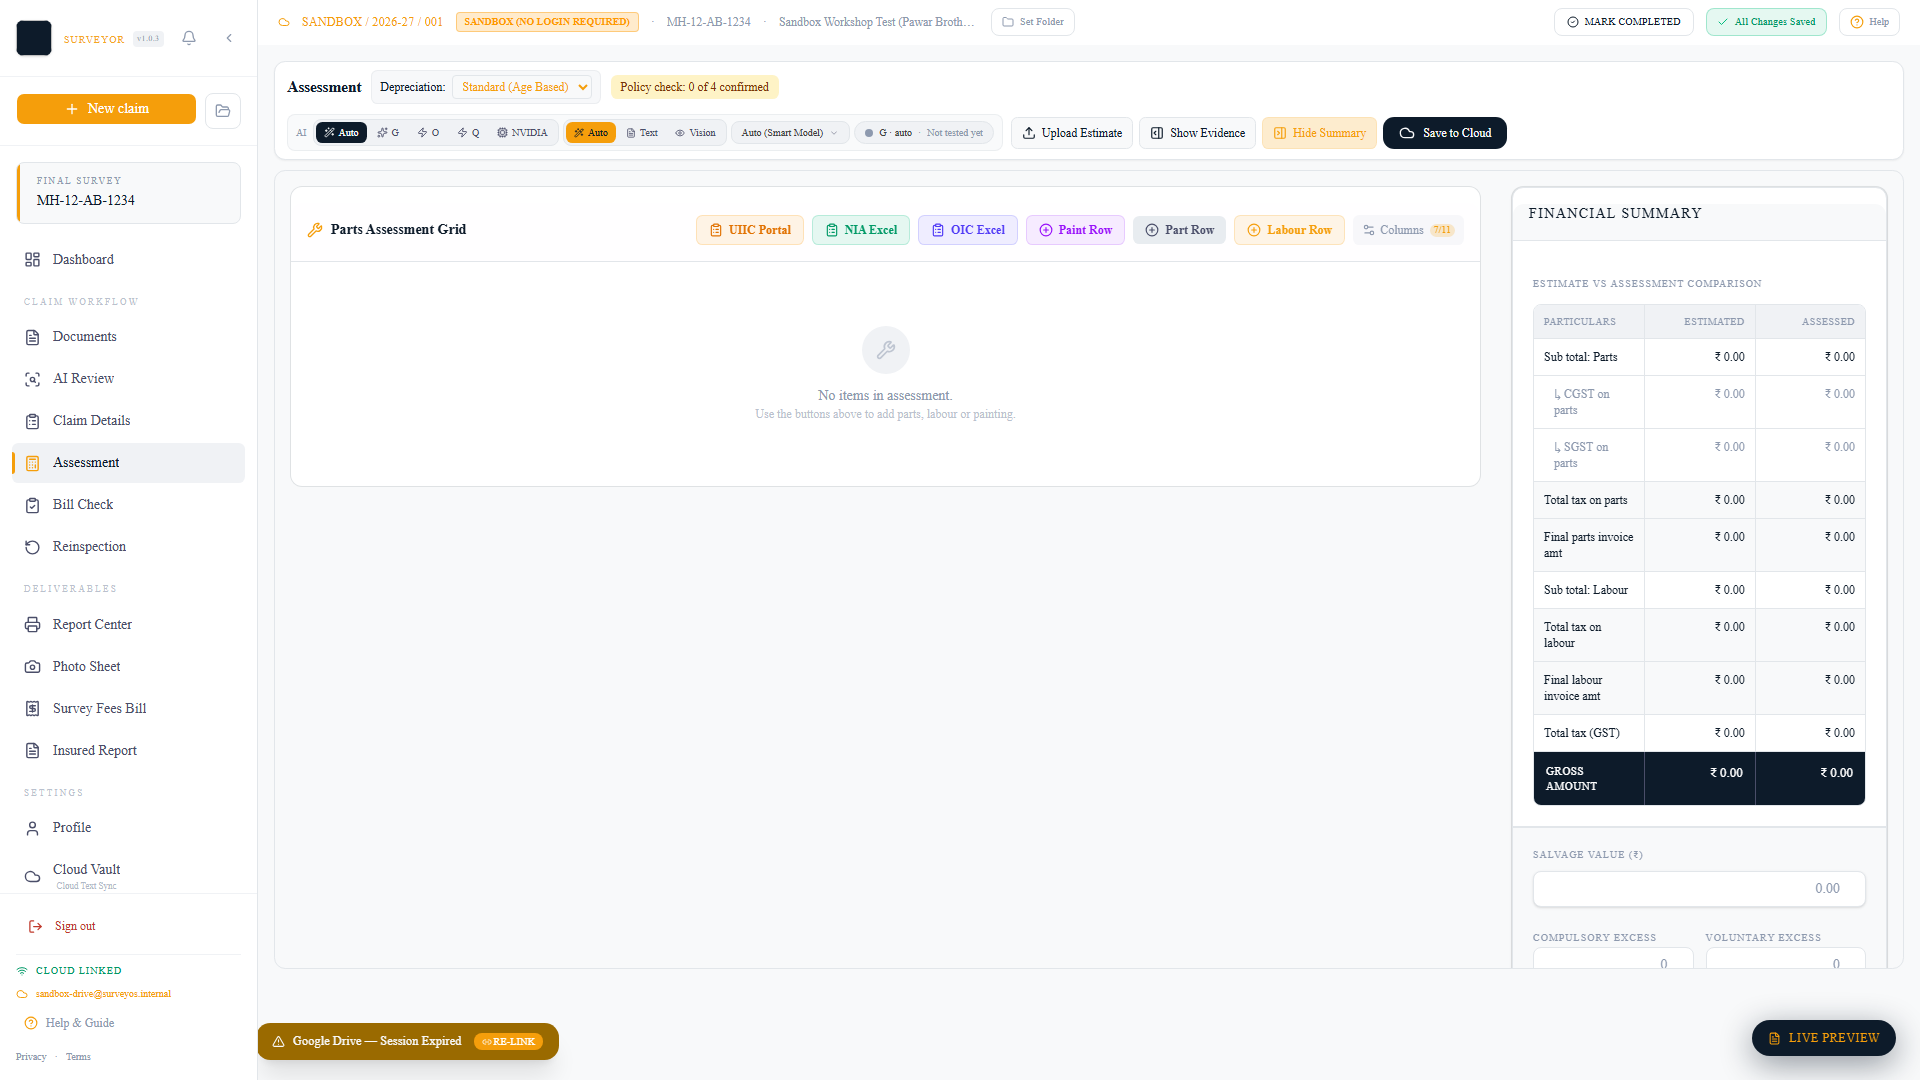 SURVEYOR v1.0.3
New claim
FINAL SURVEY
MH-12-AB-1234
Dashboard
CLAIM WORKFLOW
Documents
AI Review
Claim Details
Assessment
Bill Check
Reinspection
DELIVERABLES
Report Center
Photo Sheet
Survey Fees Bill
Insured Report
SETTINGS
Profile
Cloud Vault
Cloud Text Sync
Sign out
CLOUD LINKED
sandbox-drive@surveyos.internal
Help & Guide
Privacy · Terms
SANDBOX / 2026-27 / 001 SANDBOX (NO LOGIN REQUIRED) · MH-12-AB-1234 · Sandbox Workshop Test (Pawar Broth... Set Folder MARK COMPLETED All Changes Saved Help
Assessment Depreciation: Standard (Age Based) Policy check: 0 of 4 confirmed
AI Auto G O Q NVIDIA Auto Text Vision Auto (Smart Model) G · auto · Not tested yet Upload Estimate Show Evidence Hide Summary Save to Cloud
Parts Assessment Grid UIIC Portal NIA Excel OIC Excel Paint Row Part Row Labour Row Columns 7/11
No items in assessment.
Use the buttons above to add parts, labour or painting.
FINANCIAL SUMMARY
ESTIMATE VS ASSESSMENT COMPARISON
PARTICULARS ESTIMATED ASSESSED
Sub total: Parts ₹ 0.00 ₹ 0.00
↳ CGST on parts ₹ 0.00 ₹ 0.00
↳ SGST on parts ₹ 0.00 ₹ 0.00
Total tax on parts ₹ 0.00 ₹ 0.00
Final parts invoice amt ₹ 0.00 ₹ 0.00
Sub total: Labour ₹ 0.00 ₹ 0.00
Total tax on labour ₹ 0.00 ₹ 0.00
Final labour invoice amt ₹ 0.00 ₹ 0.00
Total tax (GST) ₹ 0.00 ₹ 0.00
GROSS AMOUNT ₹ 0.00 ₹ 0.00
SALVAGE VALUE (₹)
0.00
COMPULSORY EXCESS VOLUNTARY EXCESS
0 0
Google Drive — Session Expired RE-LINK
LIVE PREVIEW